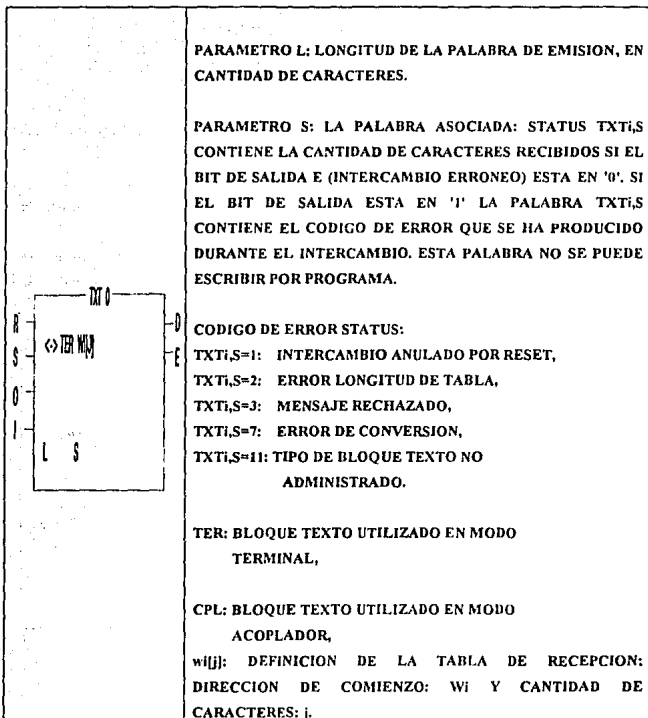 PARAMETRO L: LONGITUD DE LA PALABRA DE EMISION, EN
CANTIDAD DE CARACTERES.
PARAMETRO S: LA PALABRA ASOCIADA: STATUS TXTi,S
CONTIENE LA CANTIDAD DE CARACTERES RECIBIDOS SI EL
BIT DE SALIDA E (INTERCAMBIO ERRONEO) ESTA EN '0'. SI
EL BIT DE SALIDA ESTA EN '1' LA PALABRA TXTi,S
CONTIENE EL CODIGO DE ERROR QUE SE HA PRODUCIDO
DURANTE EL INTERCAMBIO. ESTA PALABRA NO SE PUEDE
ESCRIBIR POR PROGRAMA.
TXT 0
R
S
O
I
<-> TER Wi[J]
L S
D
E
CODIGO DE ERROR STATUS:
TXTi,S=1: INTERCAMBIO ANULADO POR RESET,
TXTi,S=2: ERROR LONGITUD DE TABLA,
TXTi,S=3: MENSAJE RECHAZADO,
TXTi,S=7: ERROR DE CONVERSION,
TXTi,S=11: TIPO DE BLOQUE TEXTO NO
ADMINISTRADO.
TER: BLOQUE TEXTO UTILIZADO EN MODO
TERMINAL,
CPL: BLOQUE TEXTO UTILIZADO EN MODO
ACOPLADOR,
wi[j]: DEFINICION DE LA TABLA DE RECEPCION:
DIRECCION DE COMIENZO: Wi Y CANTIDAD DE
CARACTERES: j.